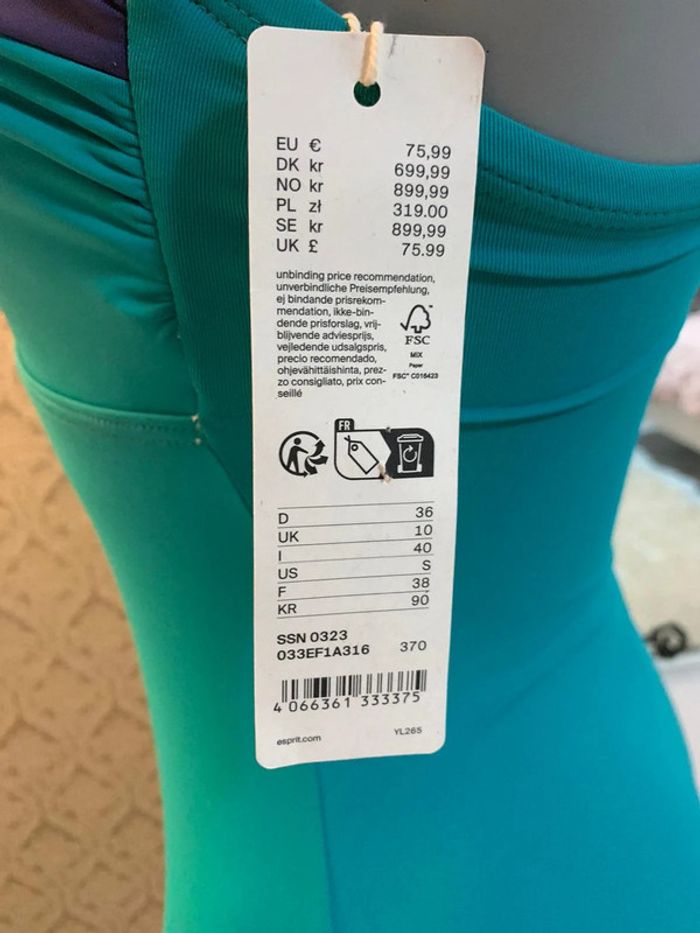 EU € 75,99
DK kr 699,99
NO kr 899,99
PL zł 319.00
SE kr 899,99
UK £ 75.99
unbinding price recommendation,
unverbindliche Preisempfehlung,
ej bindande prisrekom-
mendation, ikke-bin-
dende prisforslag, vrij-
blijvende adviesprijs,
vejledende udsalgspris,
precio recomendado,
ohjevähittäishinta, prez-
zo consigliato, prix con-
seillé
FSC
MIX
Paper
FSC® C016423
FR
D 36
UK 10
I 40
US S
F 38
KR 90
SSN 0323
033EF1A316 370
4 066361 333375
esprit.com YL265